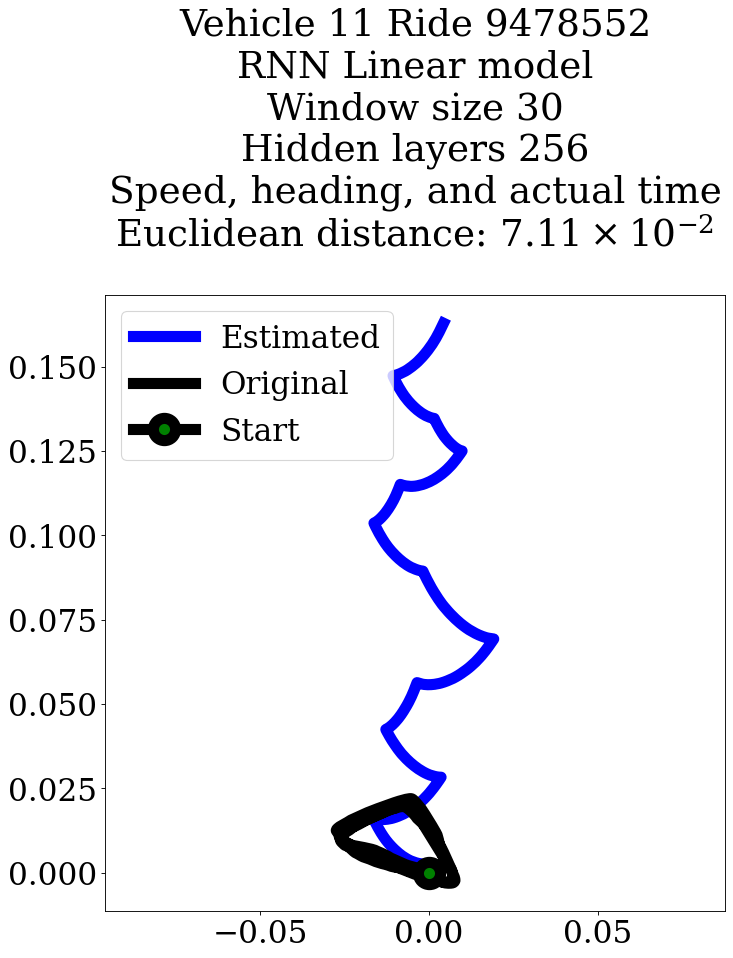 Vehicle 11 Ride 9478552
RNN Linear model
Window size 30
Hidden layers 256
Speed, heading, and actual time
Euclidean distance: 7.11 × 10⁻²
Estimated
Original
Start
0.150
0.125
0.100
0.075
0.050
0.025
0.000
−0.05
0.00
0.05